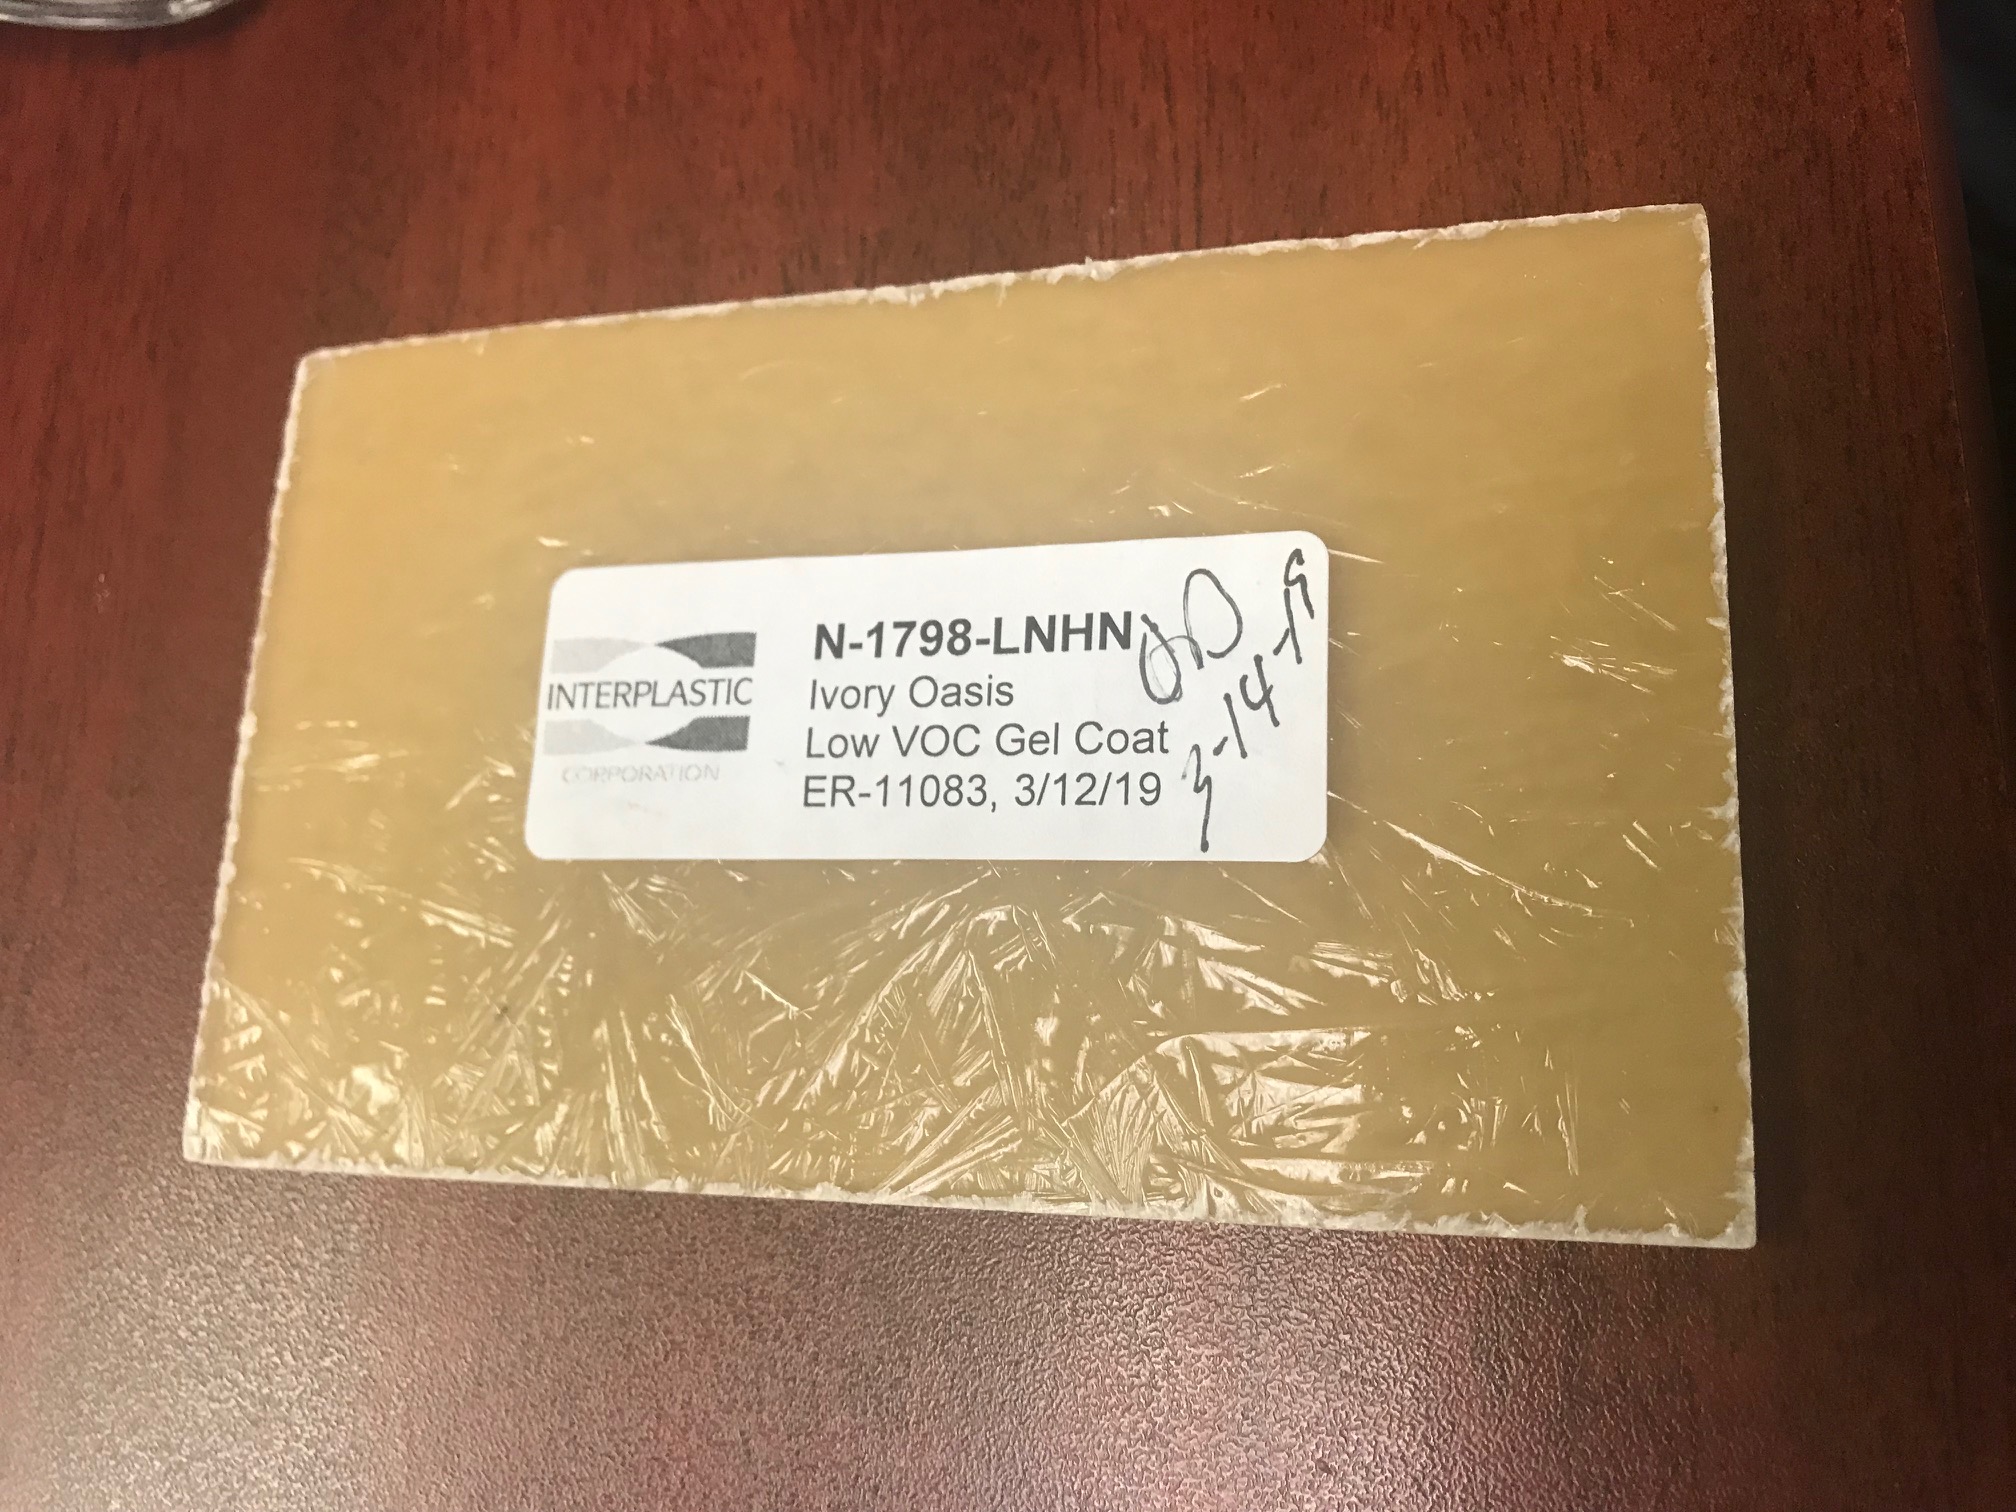 INTERPLASTIC
CORPORATION
N-1798-LNHN
Ivory Oasis
Low VOC Gel Coat
ER-11083, 3/12/19
3-14-19